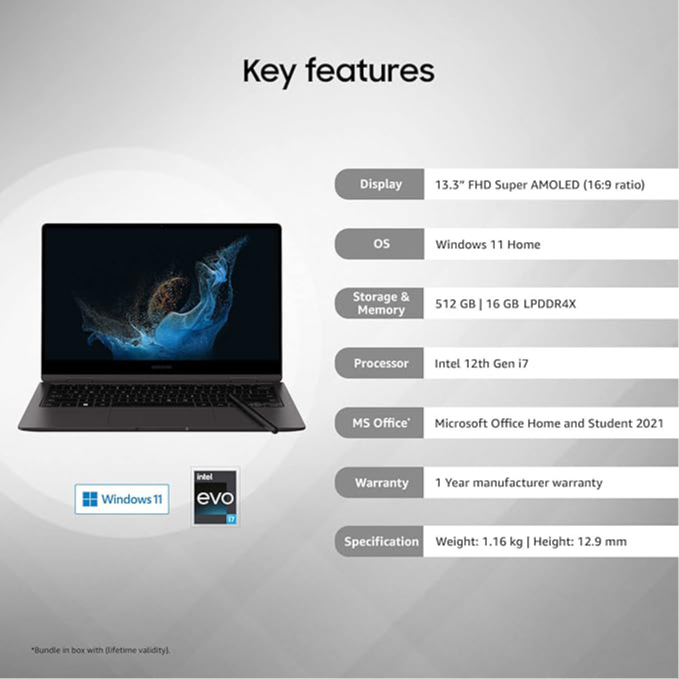 Key features
Display
13.3" FHD Super AMOLED (16:9 ratio)
OS
Windows 11 Home
Storage &
Memory
512 GB | 16 GB LPDDR4X
Processor
Intel 12th Gen i7
MS Office*
Microsoft Office Home and Student 2021
Warranty
1 Year manufacturer warranty
Specification
Weight: 1.16 kg | Height: 12.9 mm
SAMSUNG
Windows 11
intel
evo
i7
*Bundle in box with (lifetime validity).